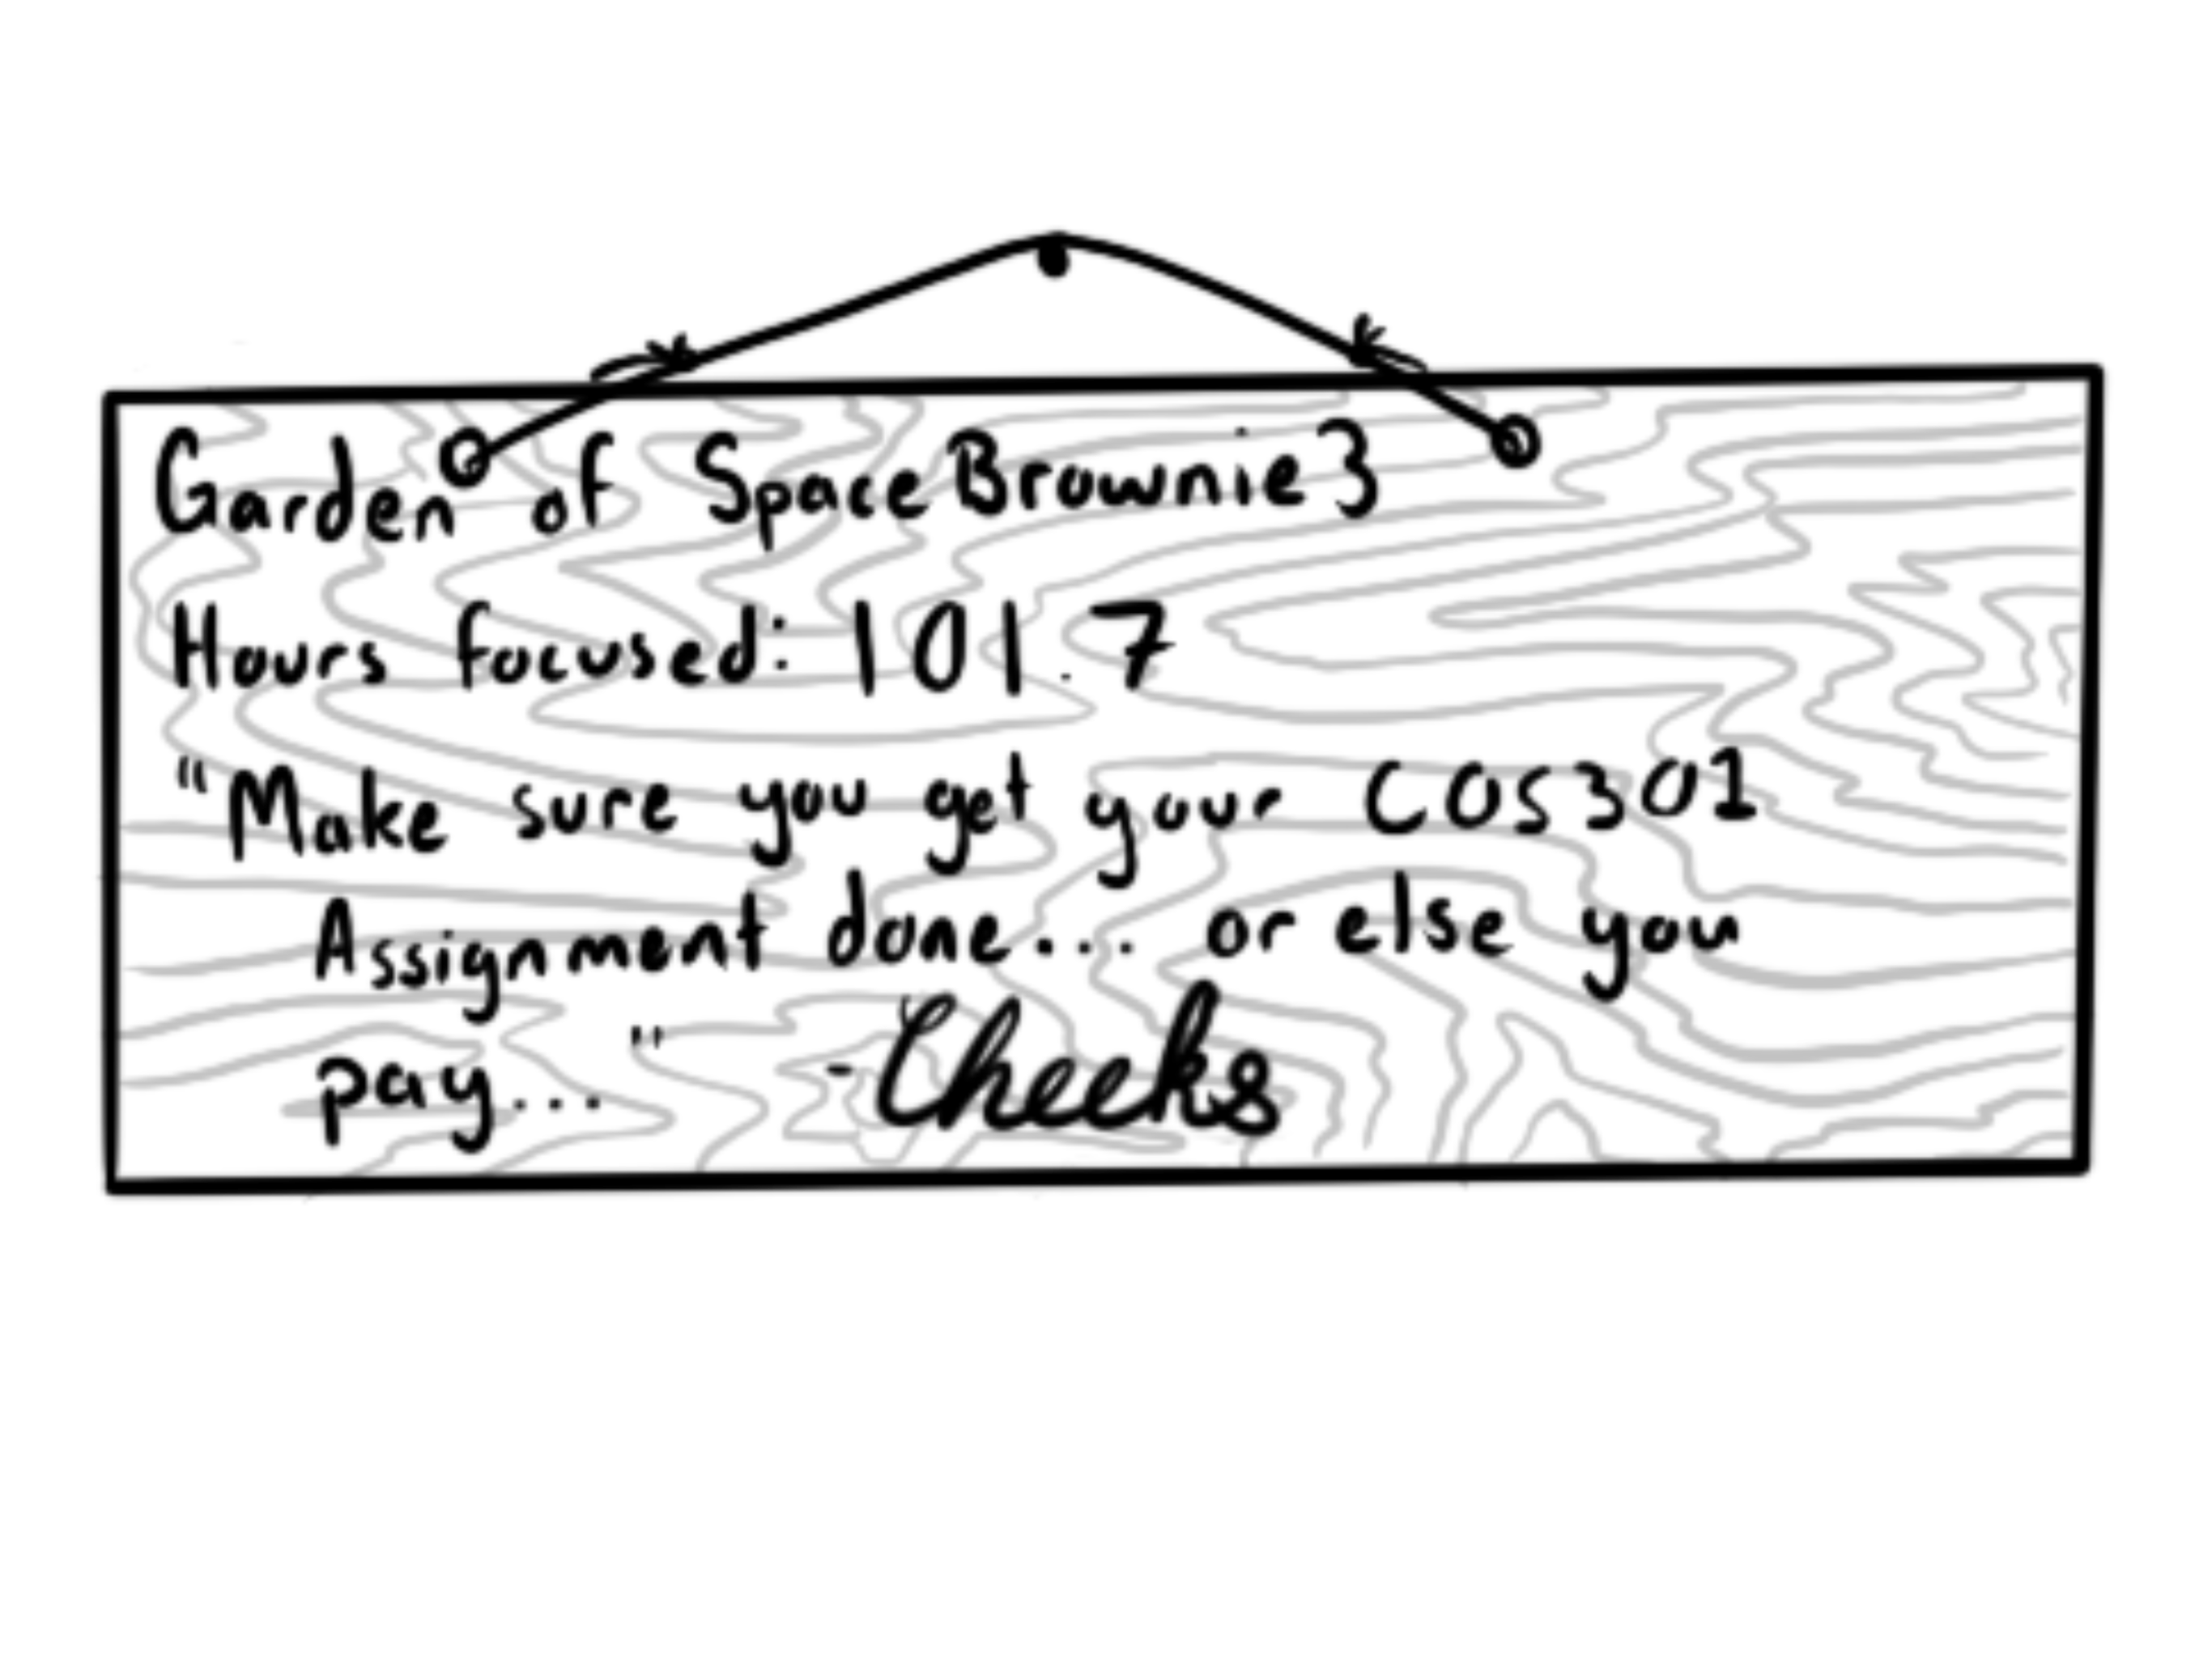 Garden of SpaceBrownie3
Hours focused: 101.7
"Make sure you get your COS301
Assignment done... or else you
pay..." -Cheeks